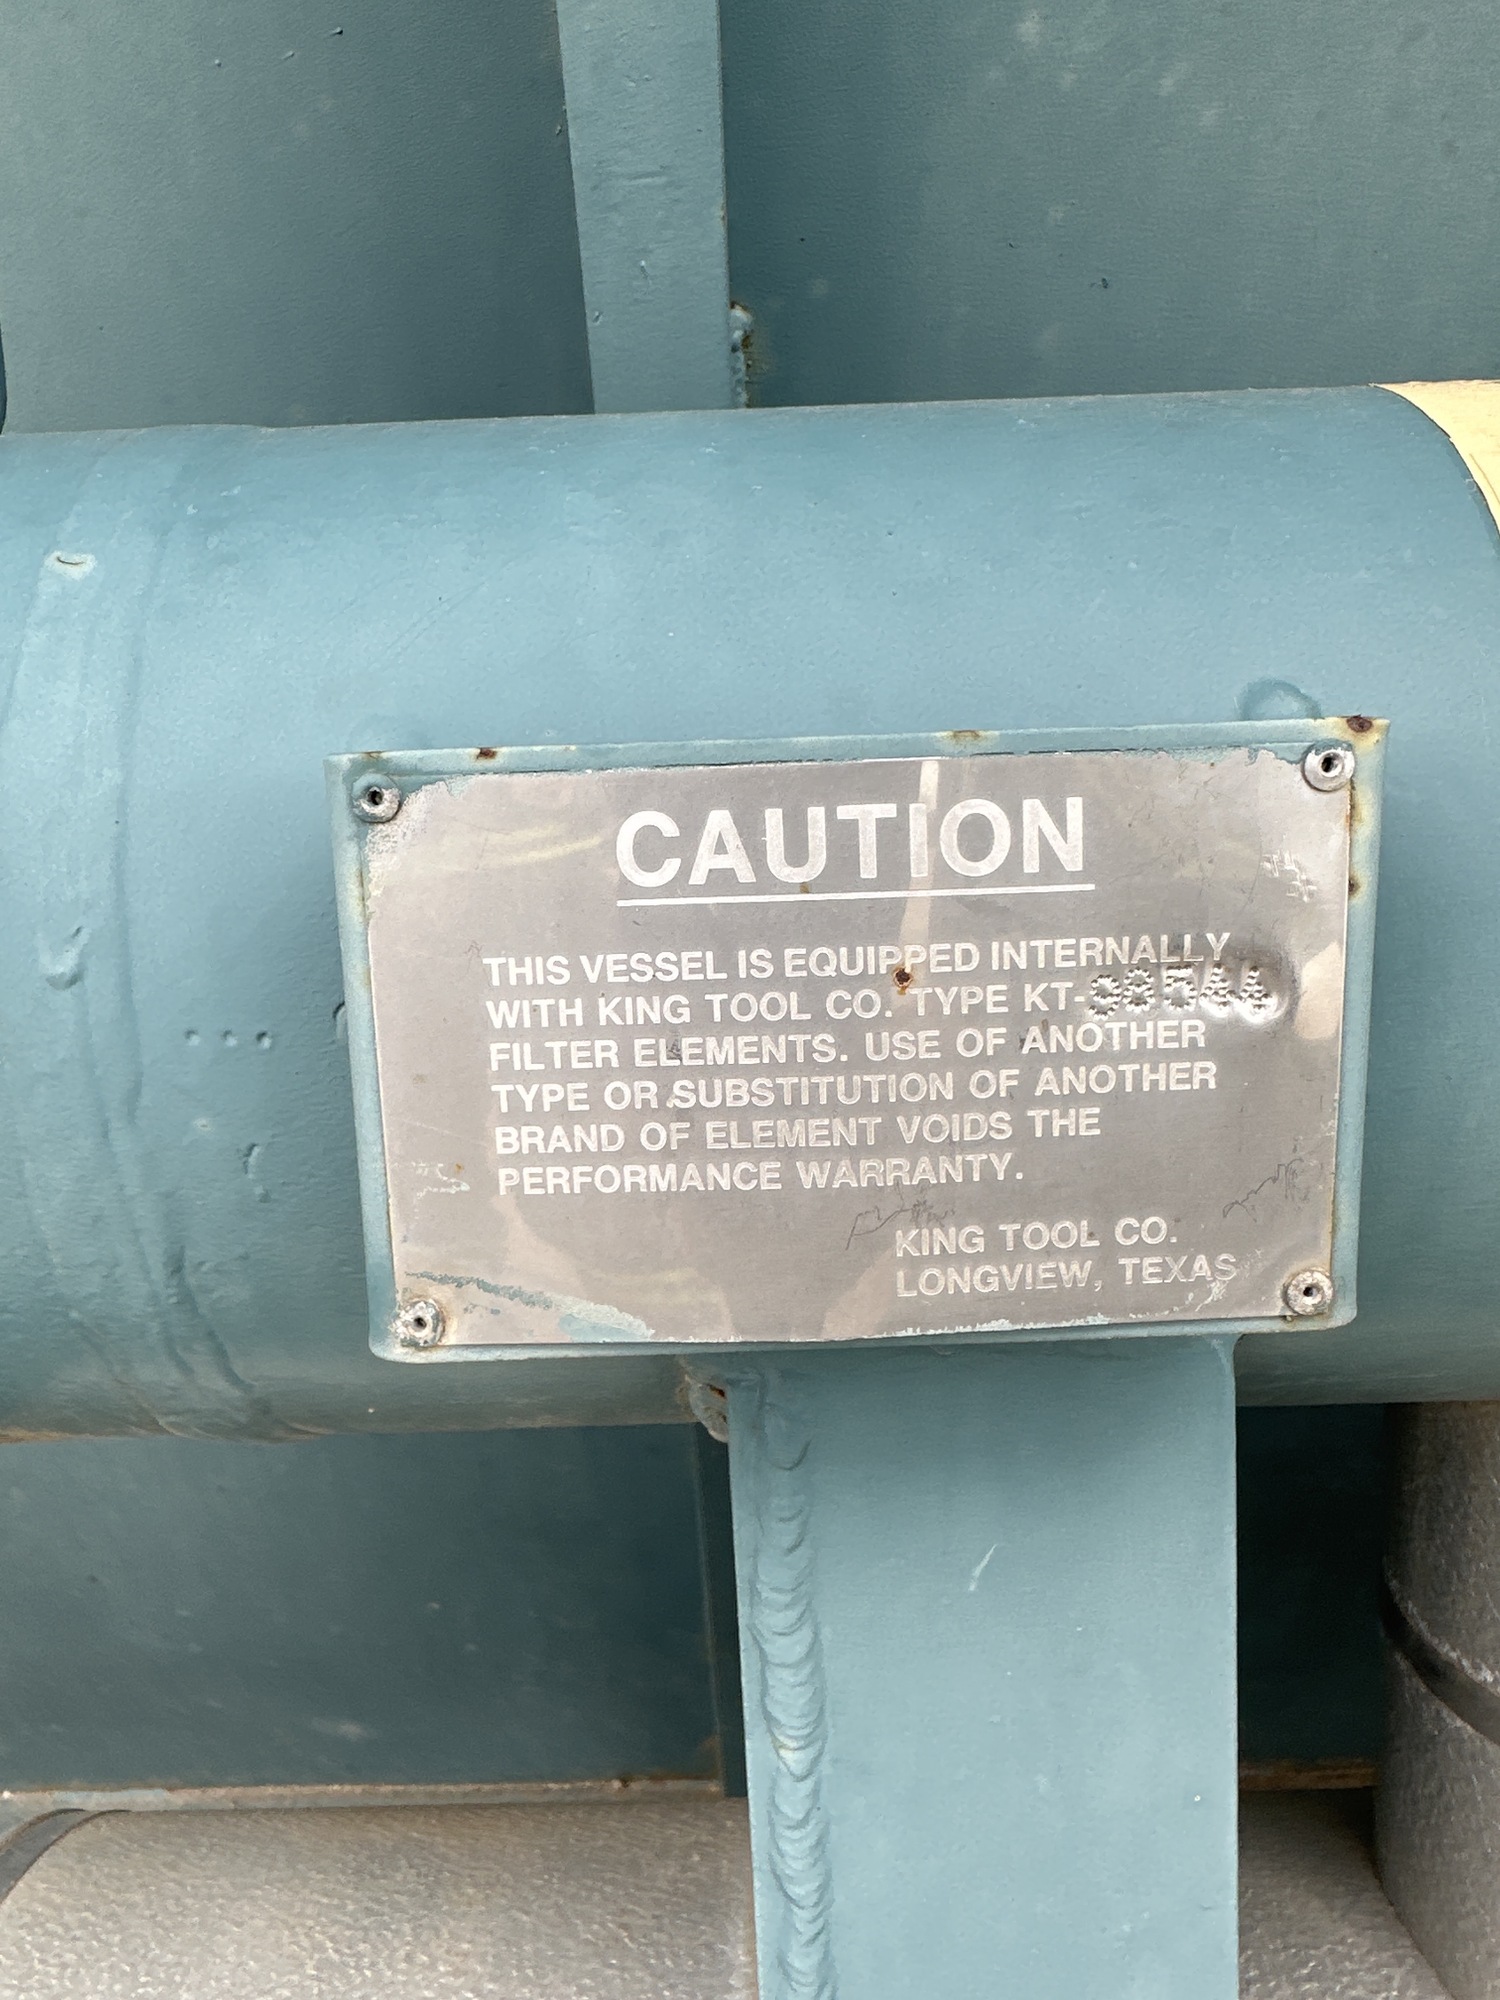 CAUTION
THIS VESSEL IS EQUIPPED INTERNALLY
WITH KING TOOL CO. TYPE KT-98544
FILTER ELEMENTS. USE OF ANOTHER
TYPE OR SUBSTITUTION OF ANOTHER
BRAND OF ELEMENT VOIDS THE
PERFORMANCE WARRANTY.
KING TOOL CO.
LONGVIEW, TEXAS